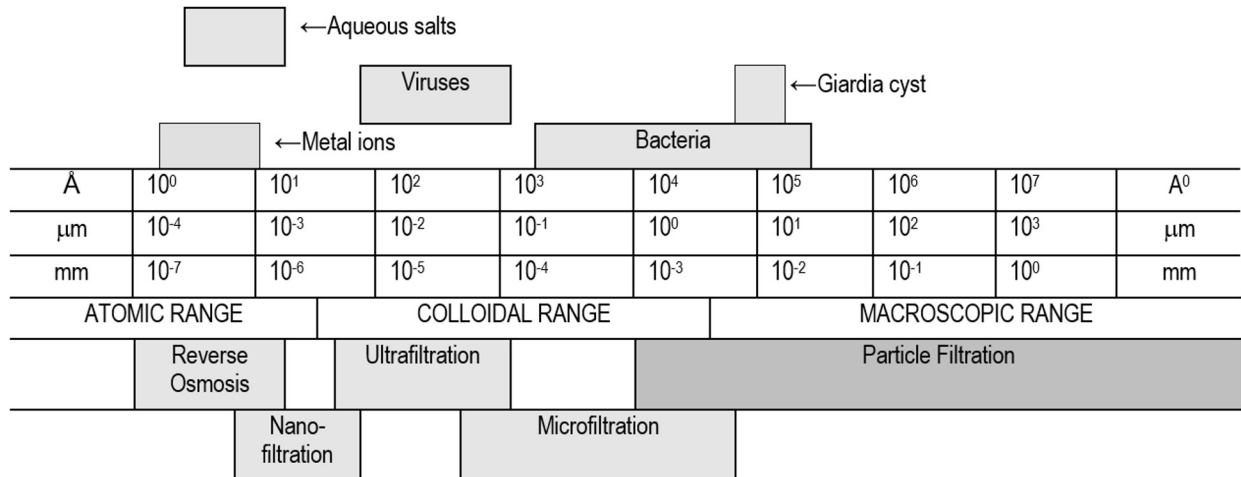 ←Aqueous salts
Viruses
←Giardia cyst
←Metal ions
Bacteria
Å 10⁰ 10¹ 10² 10³ 10⁴ 10⁵ 10⁶ 10⁷ A⁰
μm 10⁻⁴ 10⁻³ 10⁻² 10⁻¹ 10⁰ 10¹ 10² 10³ μm
mm 10⁻⁷ 10⁻⁶ 10⁻⁵ 10⁻⁴ 10⁻³ 10⁻² 10⁻¹ 10⁰ mm
ATOMIC RANGE COLLOIDAL RANGE MACROSCOPIC RANGE
Reverse
Osmosis
Ultrafiltration
Particle Filtration
Nano-
filtration
Microfiltration